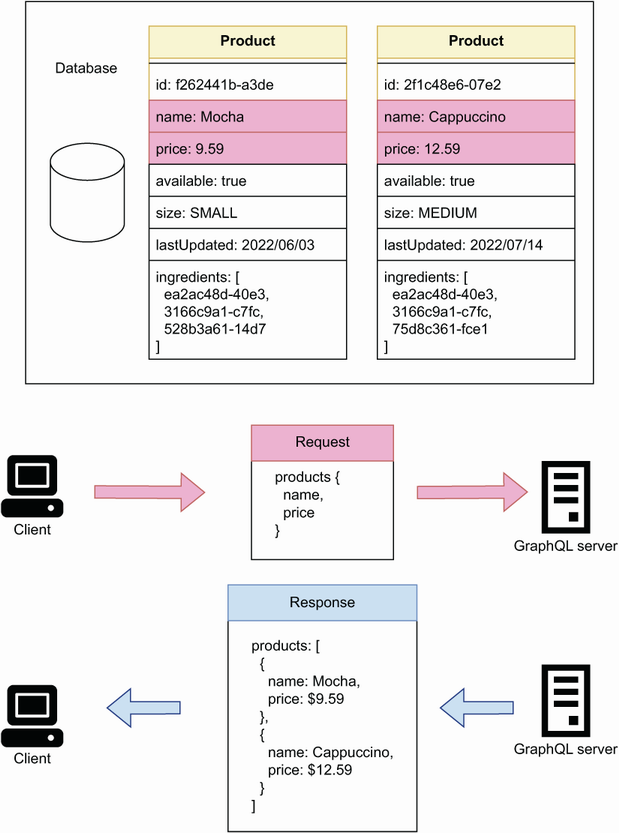 Database
Product
id: f262441b-a3de
name: Mocha
price: 9.59
available: true
size: SMALL
lastUpdated: 2022/06/03
ingredients: [
ea2ac48d-40e3,
3166c9a1-c7fc,
528b3a61-14d7
]
Product
id: 2f1c48e6-07e2
name: Cappuccino
price: 12.59
available: true
size: MEDIUM
lastUpdated: 2022/07/14
ingredients: [
ea2ac48d-40e3,
3166c9a1-c7fc,
75d8c361-fce1
]
Client
Request
products {
name,
price
}
GraphQL server
Client
Response
products: [
{
name: Mocha,
price: $9.59
},
{
name: Cappuccino,
price: $12.59
}
]
GraphQL server